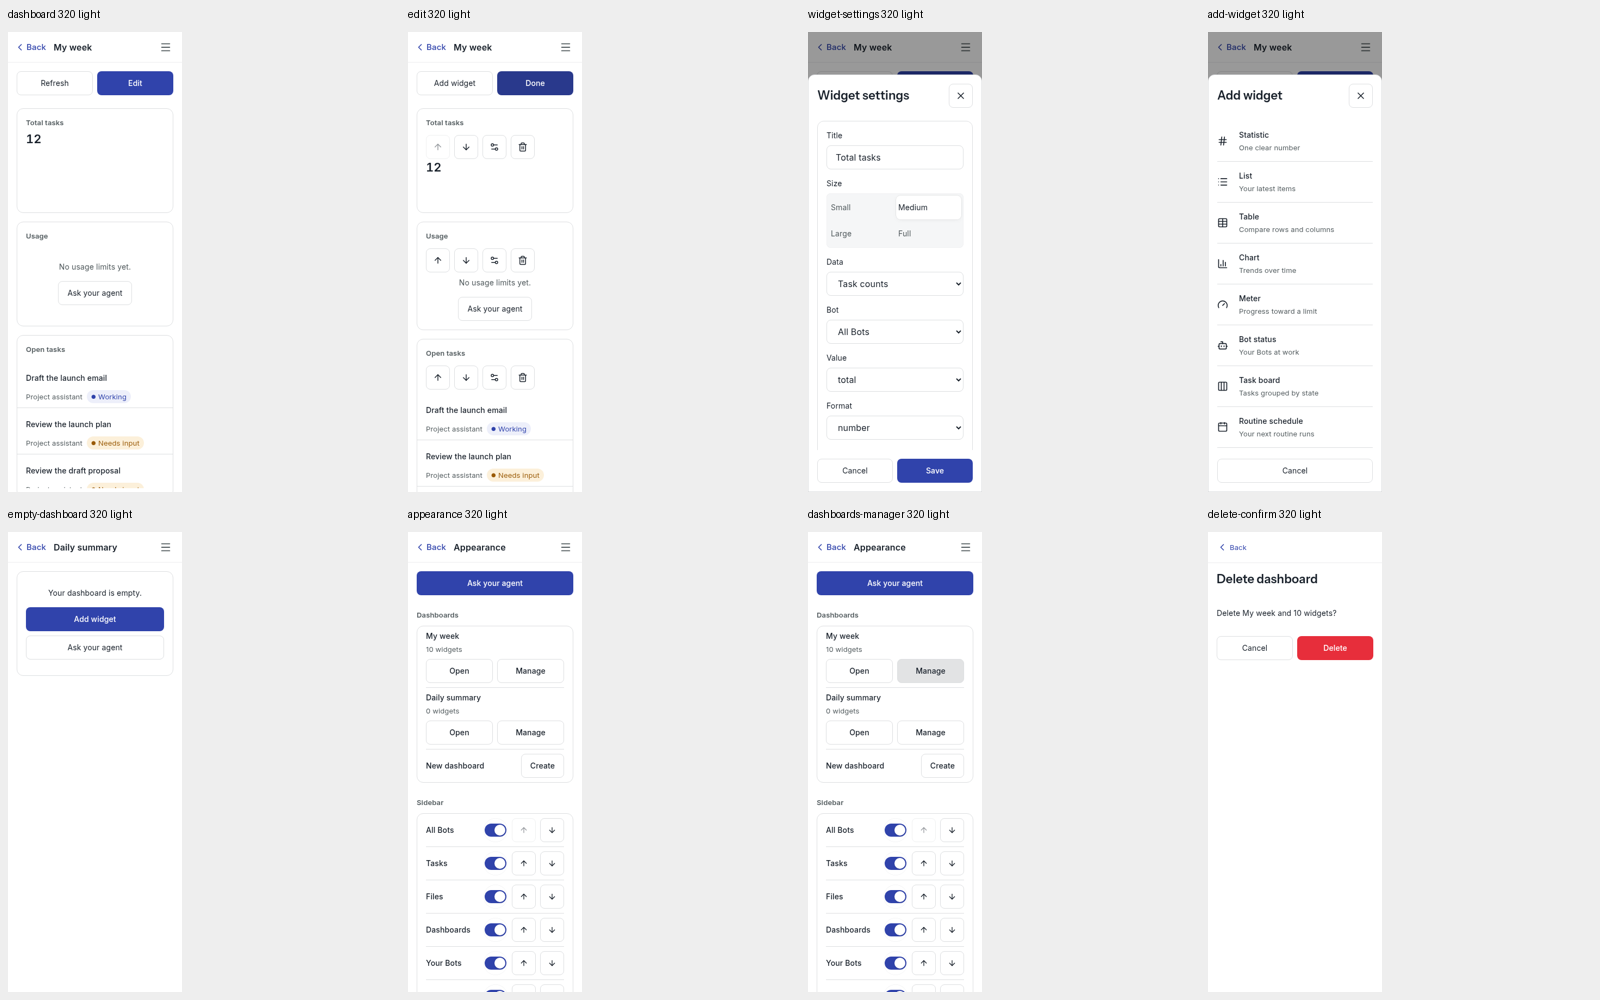 dashboard 320 light
Back My week
Refresh Edit
Total tasks
12
Usage
No usage limits yet.
Ask your agent
Open tasks
Draft the launch email
Project assistant Working
Review the launch plan
Project assistant Needs input
Review the draft proposal
edit 320 light
Back My week
Add widget Done
Total tasks
12
Usage
No usage limits yet.
Ask your agent
Open tasks
Draft the launch email
Project assistant Working
Review the launch plan
Project assistant Needs input
widget-settings 320 light
Back My week
Widget settings
Title
Total tasks
Size
Small Medium
Large Full
Data
Task counts
Bot
All Bots
Value
total
Format
number
Cancel Save
add-widget 320 light
Back My week
Add widget
Statistic
One clear number
List
Your latest items
Table
Compare rows and columns
Chart
Trends over time
Meter
Progress toward a limit
Bot status
Your Bots at work
Task board
Tasks grouped by state
Routine schedule
Your next routine runs
Cancel
empty-dashboard 320 light
Back Daily summary
Your dashboard is empty.
Add widget
Ask your agent
appearance 320 light
Back Appearance
Ask your agent
Dashboards
My week
10 widgets
Open Manage
Daily summary
0 widgets
Open Manage
New dashboard Create
Sidebar
All Bots
Tasks
Files
Dashboards
Your Bots
dashboards-manager 320 light
Back Appearance
Ask your agent
Dashboards
My week
10 widgets
Open Manage
Daily summary
0 widgets
Open Manage
New dashboard Create
Sidebar
All Bots
Tasks
Files
Dashboards
Your Bots
delete-confirm 320 light
Back
Delete dashboard
Delete My week and 10 widgets?
Cancel Delete